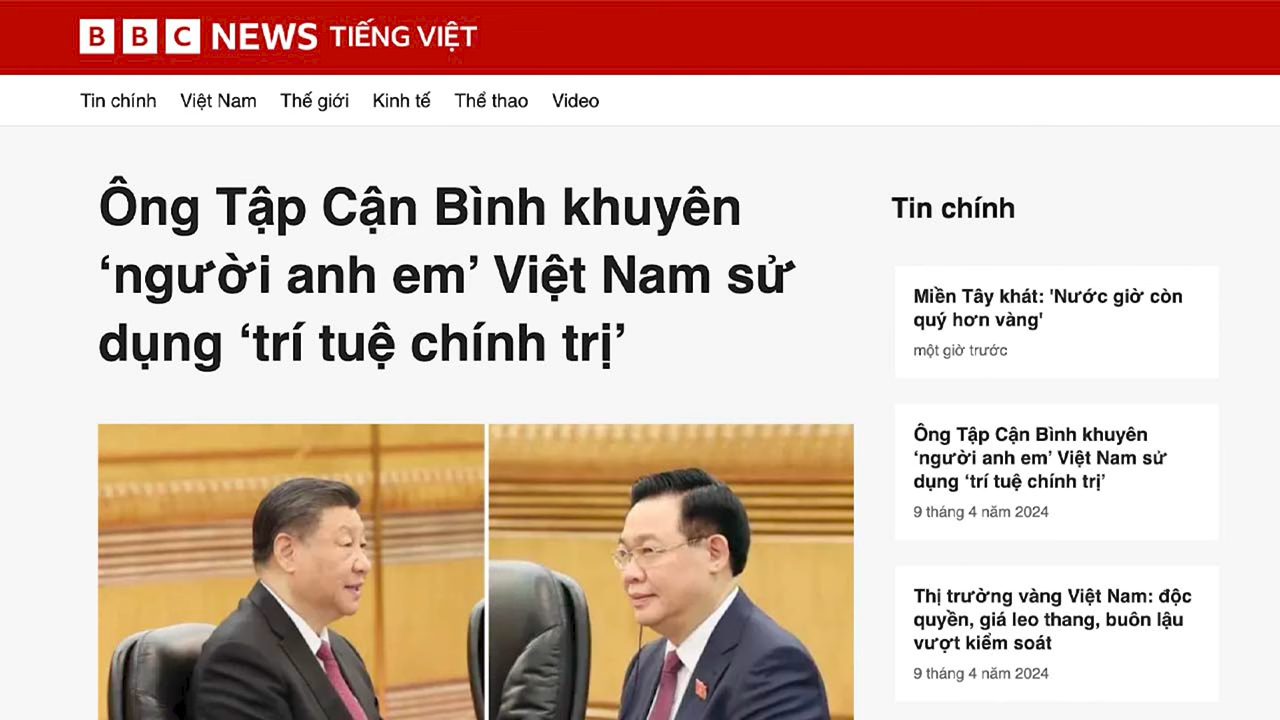 BBC NEWS TIẾNG VIỆT
Tin chính Việt Nam Thế giới Kinh tế Thể thao Video
Ông Tập Cận Bình khuyên
‘người anh em’ Việt Nam sử
dụng ‘trí tuệ chính trị’
Tin chính
Miền Tây khát: 'Nước giờ còn
quý hơn vàng'
một giờ trước
Ông Tập Cận Bình khuyên
‘người anh em’ Việt Nam sử
dụng ‘trí tuệ chính trị’
9 tháng 4 năm 2024
Thị trường vàng Việt Nam: độc
quyền, giá leo thang, buôn lậu
vượt kiểm soát
9 tháng 4 năm 2024